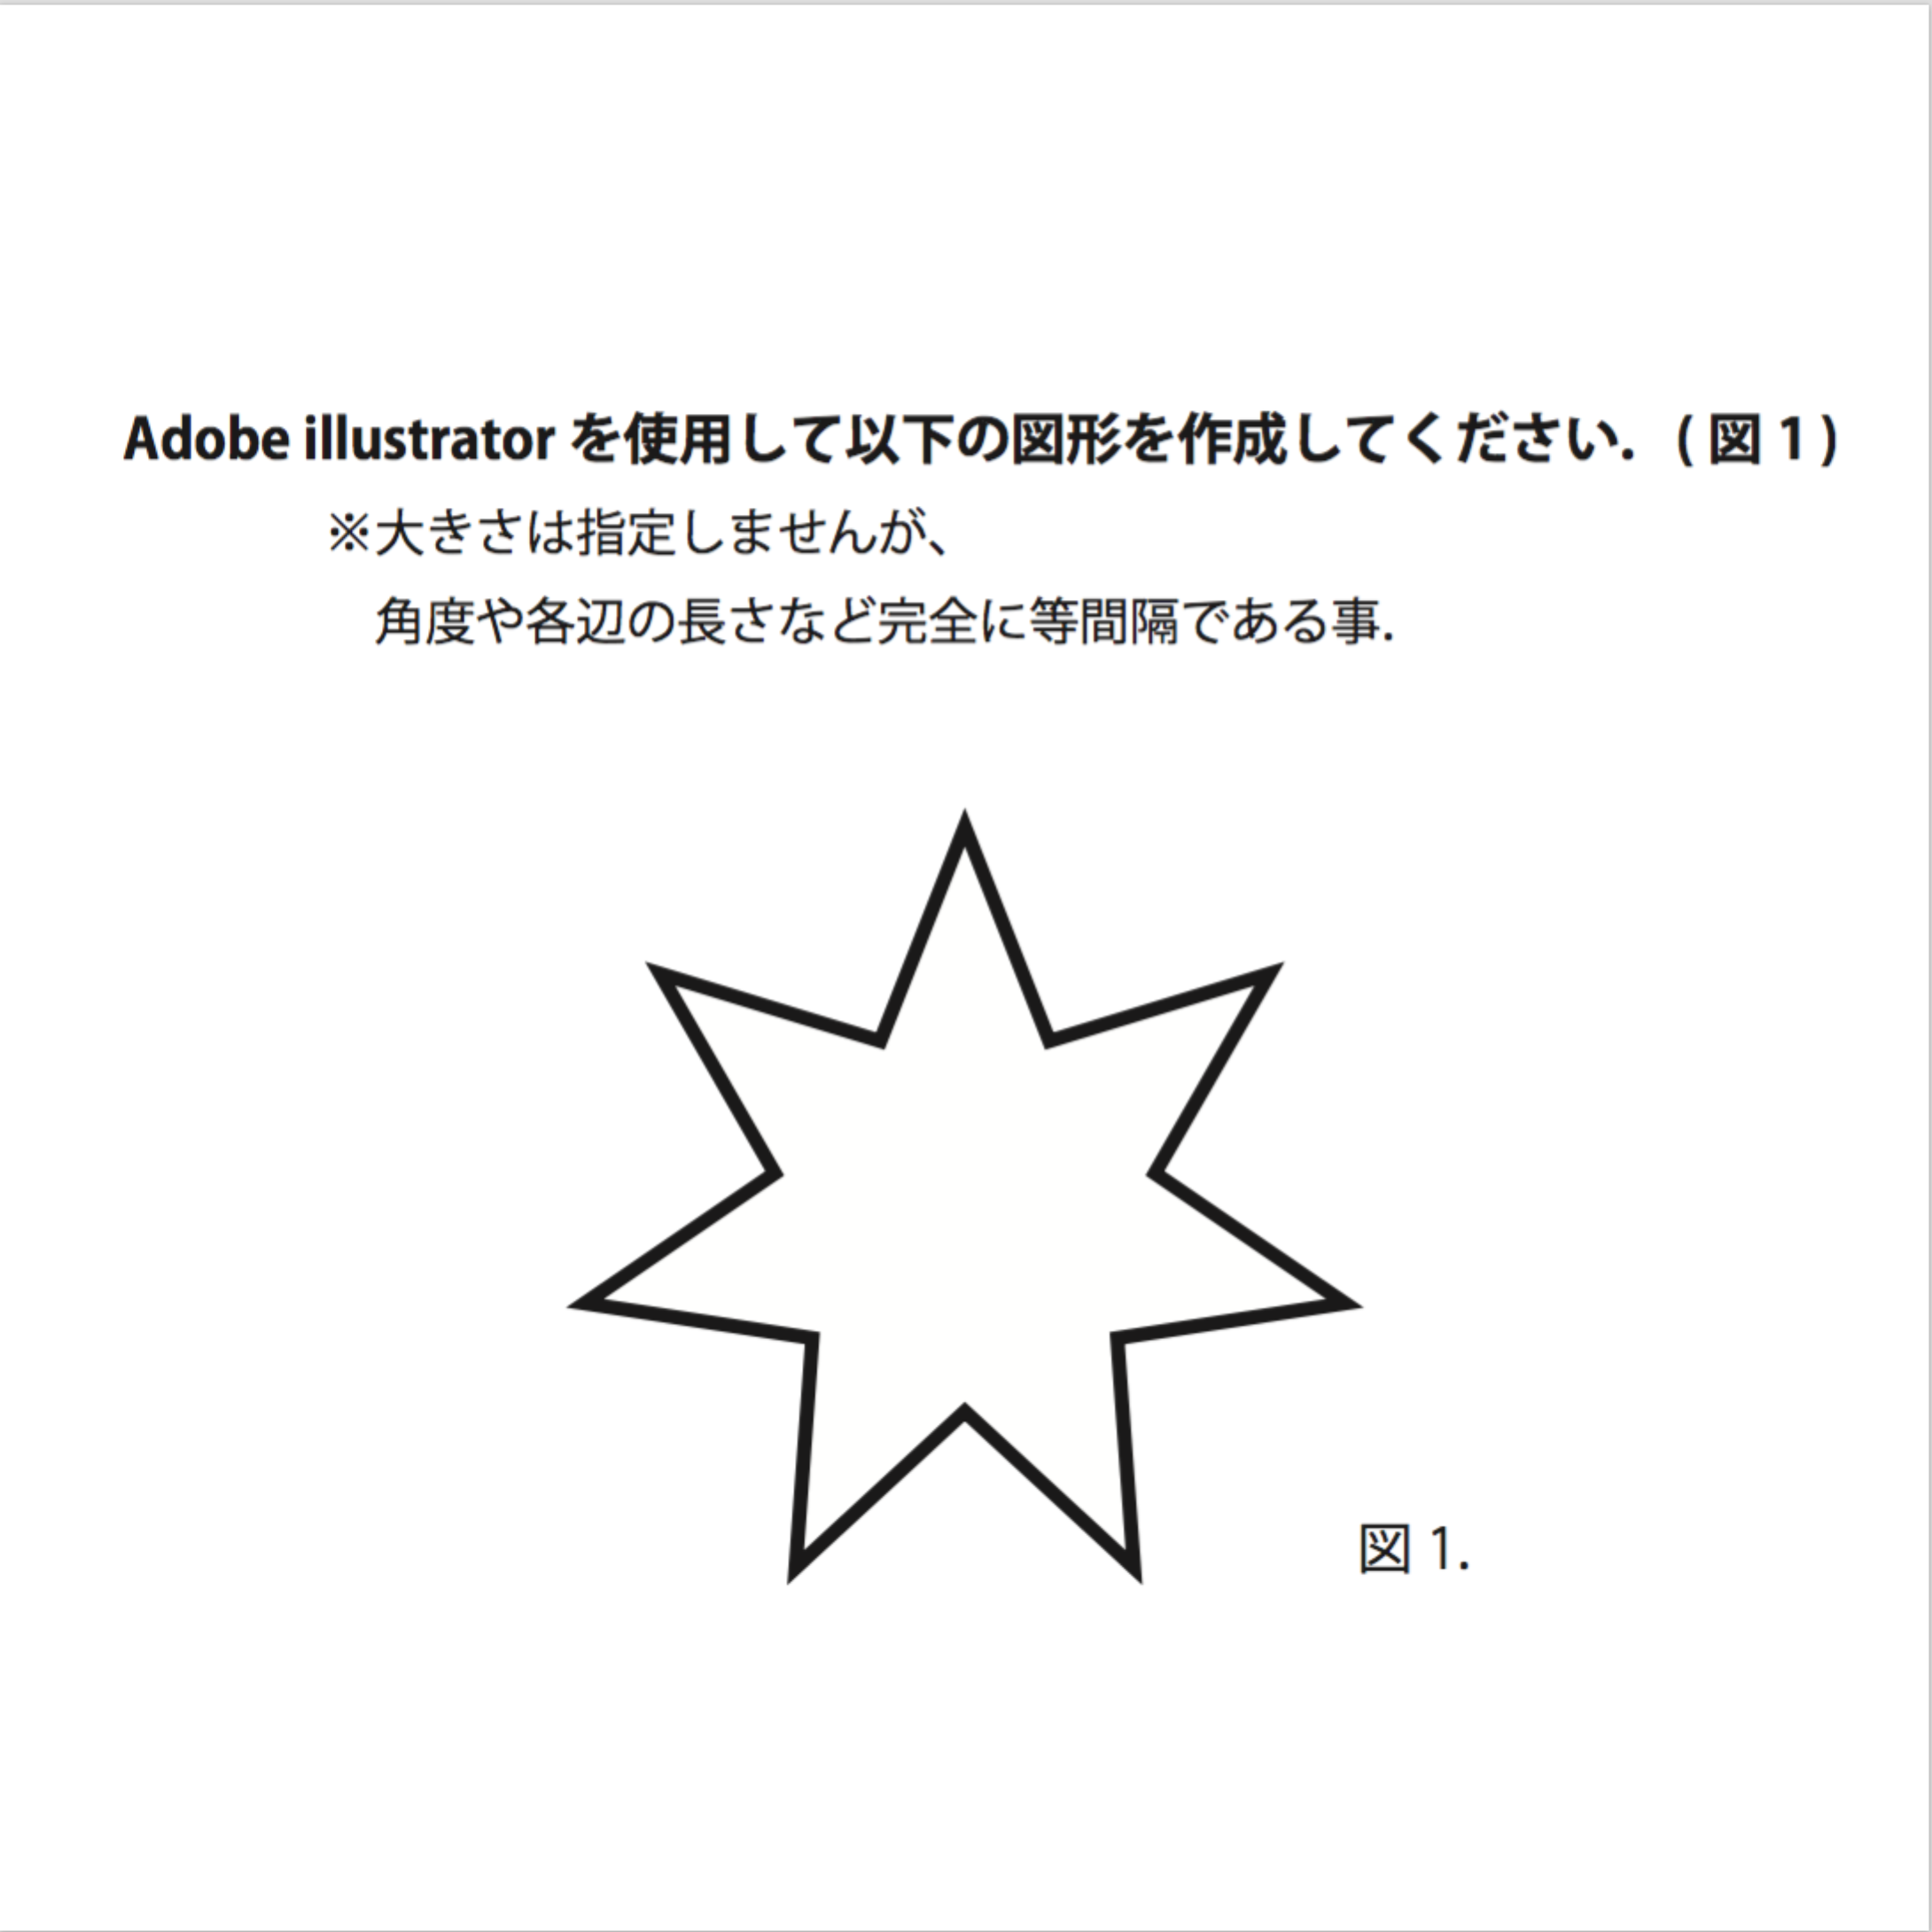 Adobe illustrator を使用して以下の図形を作成してください. ( 図 1 )
※大きさは指定しませんが、
角度や各辺の長さなど完全に等間隔である事.
図 1.